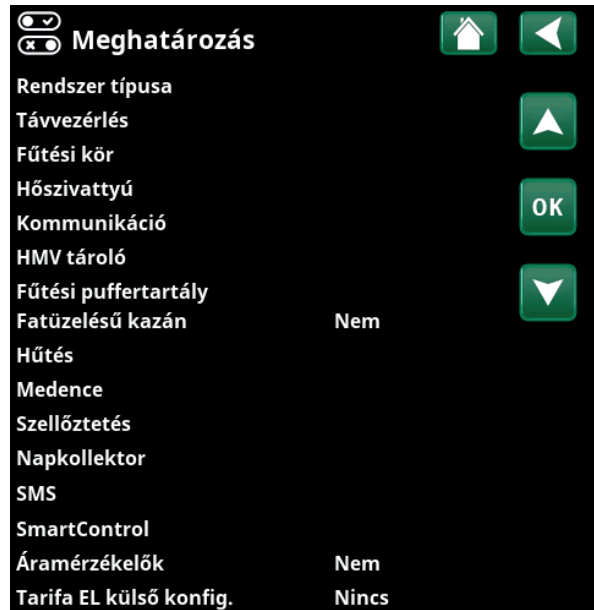 Meghatározás
Rendszer típusa
Távvezérlés
Fűtési kör
Hőszivattyú
OK
Kommunikáció
HMV tároló
Fűtési puffertartály
Fatüzelésű kazán Nem
Hűtés
Medence
Szellőztetés
Napkollektor
SMS
SmartControl
Áramérzékelők Nem
Tarifa EL külső konfig. Nincs